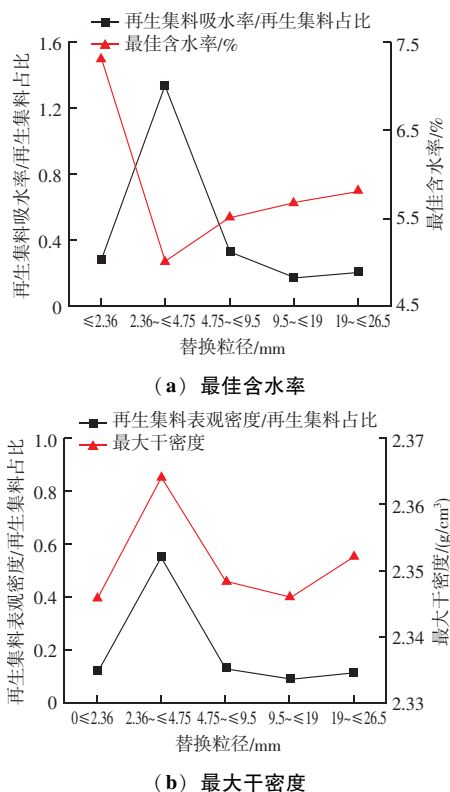 再生集料吸水率/再生集料占比
最佳含水率/%
1.6
1.2
0.8
0.4
0
再生集料吸水率/再生集料占比
7.5
6.5
5.5
4.5
最佳含水率/%
≤2.36 2.36~≤4.75 4.75~≤9.5 9.5~≤19 19~≤26.5
替换粒径/mm
（a）最佳含水率
再生集料表观密度/再生集料占比
最大干密度
1.0
0.8
0.6
0.4
0.2
0
再生集料表观密度/再生集料占比
2.37
2.36
2.35
2.34
2.33
最大干密度/(g/cm³)
0≤2.36 2.36~≤4.75 4.75~≤9.5 9.5~≤19 19~≤26.5
替换粒径/mm
（b）最大干密度